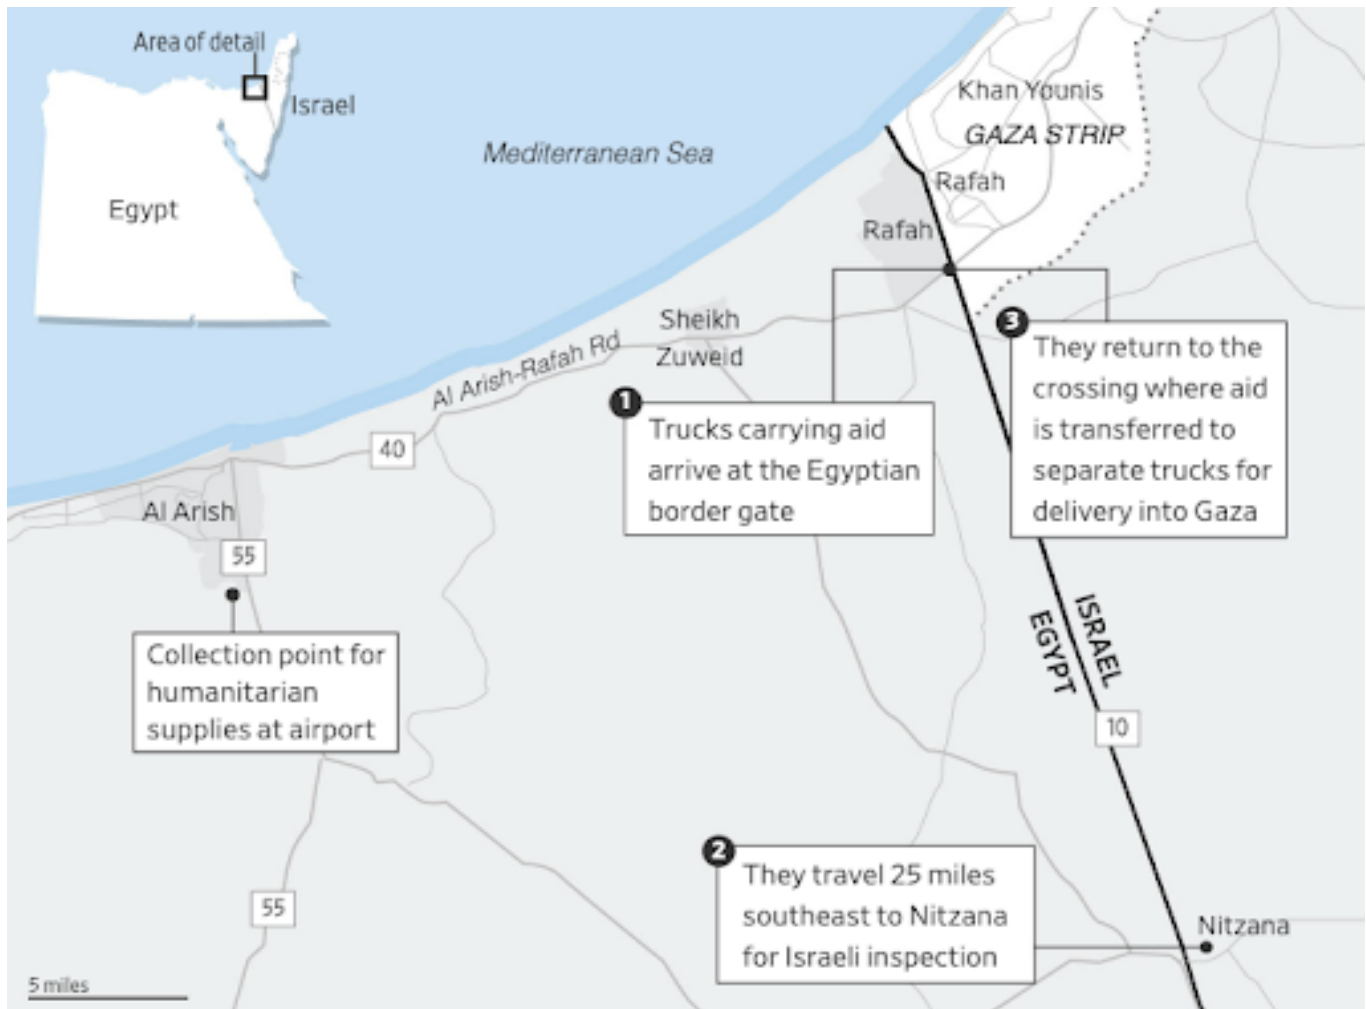 Area of detail
Israel
Egypt
Mediterranean Sea
Khan Younis
GAZA STRIP
Rafah
Rafah
Sheikh
Zuweid
Al Arish-Rafah Rd
40
Al Arish
55
Collection point for
humanitarian
supplies at airport
1
Trucks carrying aid
arrive at the Egyptian
border gate
3
They return to the
crossing where aid
is transferred to
separate trucks for
delivery into Gaza
ISRAEL
EGYPT
10
2
They travel 25 miles
southeast to Nitzana
for Israeli inspection
Nitzana
55
5 miles